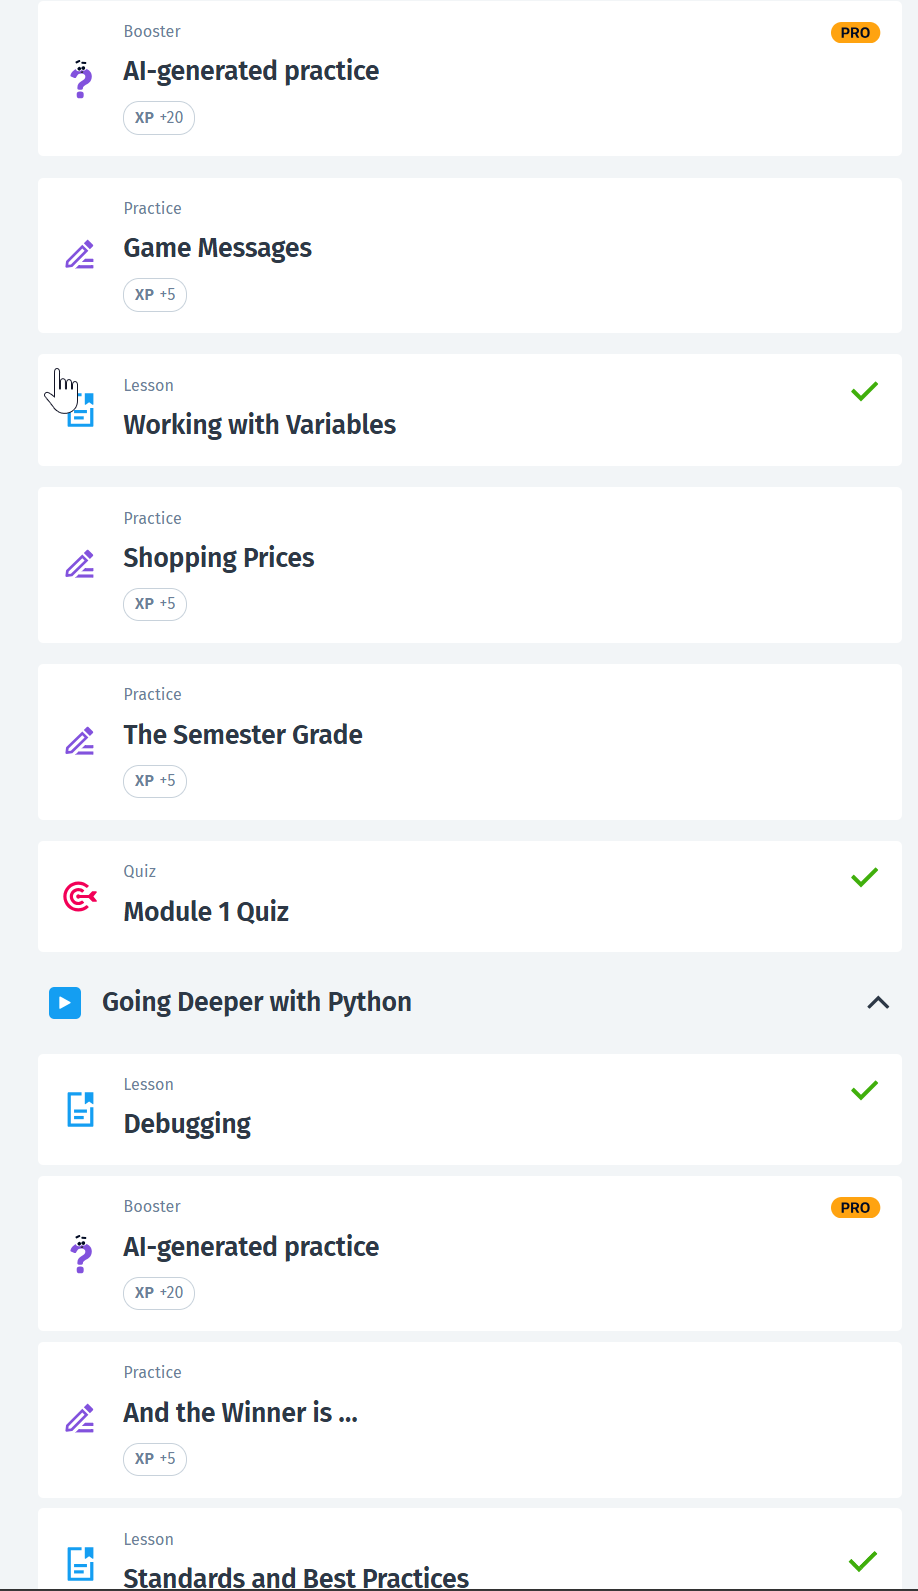 Booster
PRO
AI-generated practice
XP +20
Practice
Game Messages
XP +5
Lesson
Working with Variables
Practice
Shopping Prices
XP +5
Practice
The Semester Grade
XP +5
Quiz
Module 1 Quiz
Going Deeper with Python
Lesson
Debugging
Booster
PRO
AI-generated practice
XP +20
Practice
And the Winner is ...
XP +5
Lesson
Standards and Best Practices